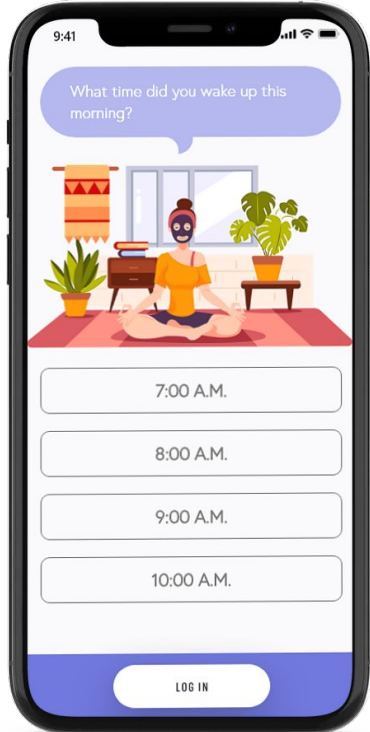 9:41
What time did you wake up this
morning?
7:00 A.M.
8:00 A.M.
9:00 A.M.
10:00 A.M.
LOG IN